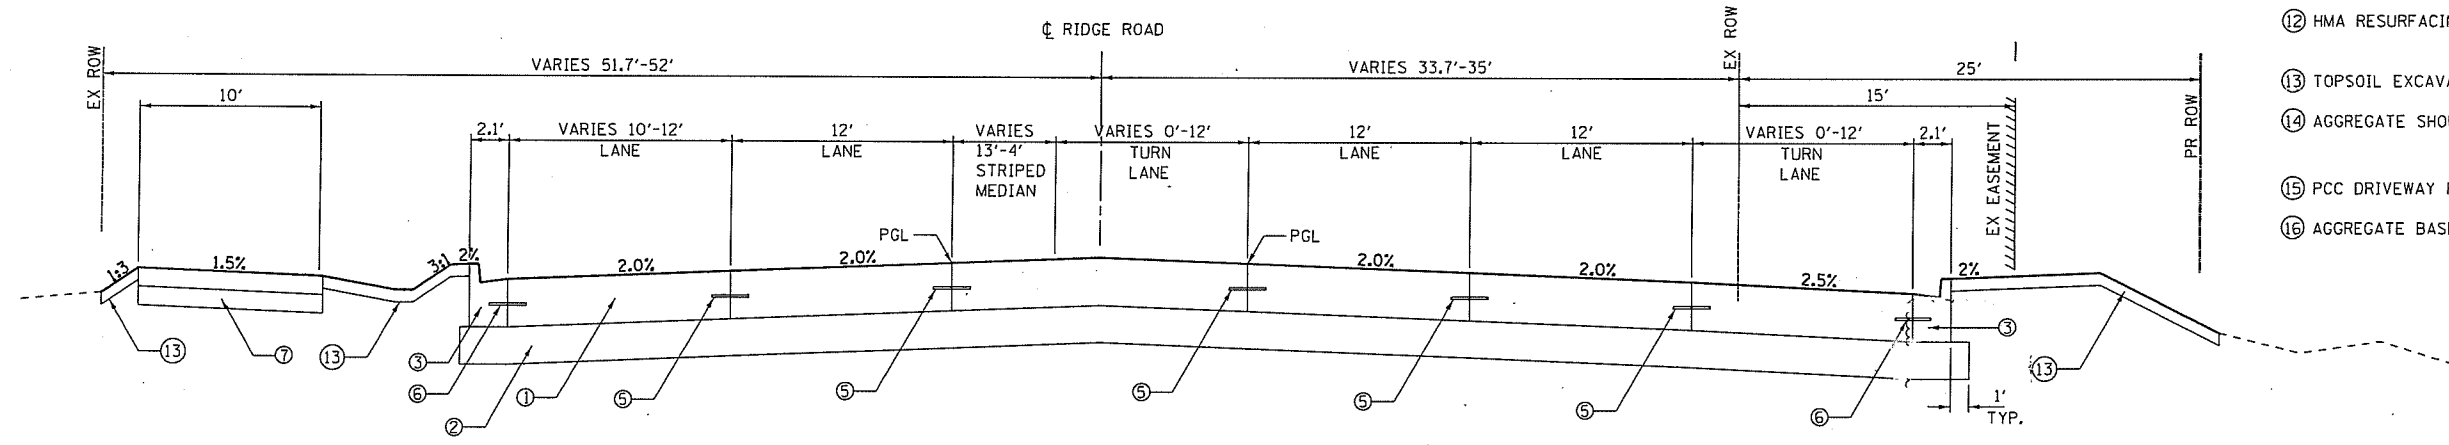 ℄ RIDGE ROAD
EX ROW
VARIES 51.7'-52'
VARIES 33.7'-35'
EX ROW
25'
10'
15'
PR ROW
EX EASEMENT
2.1'
VARIES 10'-12'
LANE
12'
LANE
VARIES
13'-4'
STRIPED
MEDIAN
VARIES 0'-12'
TURN
LANE
12'
LANE
12'
LANE
VARIES 0'-12'
TURN
LANE
2.1'
PGL
PGL
1:3
1.5%
3:1
2%
2.0%
2.0%
2.0%
2.0%
2.5%
2%
13
7
13
3
6
1
2
5
5
5
5
5
6
3
13
1'
TYP.
12 HMA RESURFACI
13 TOPSOIL EXCAVA
14 AGGREGATE SHO
15 PCC DRIVEWAY
16 AGGREGATE BAS